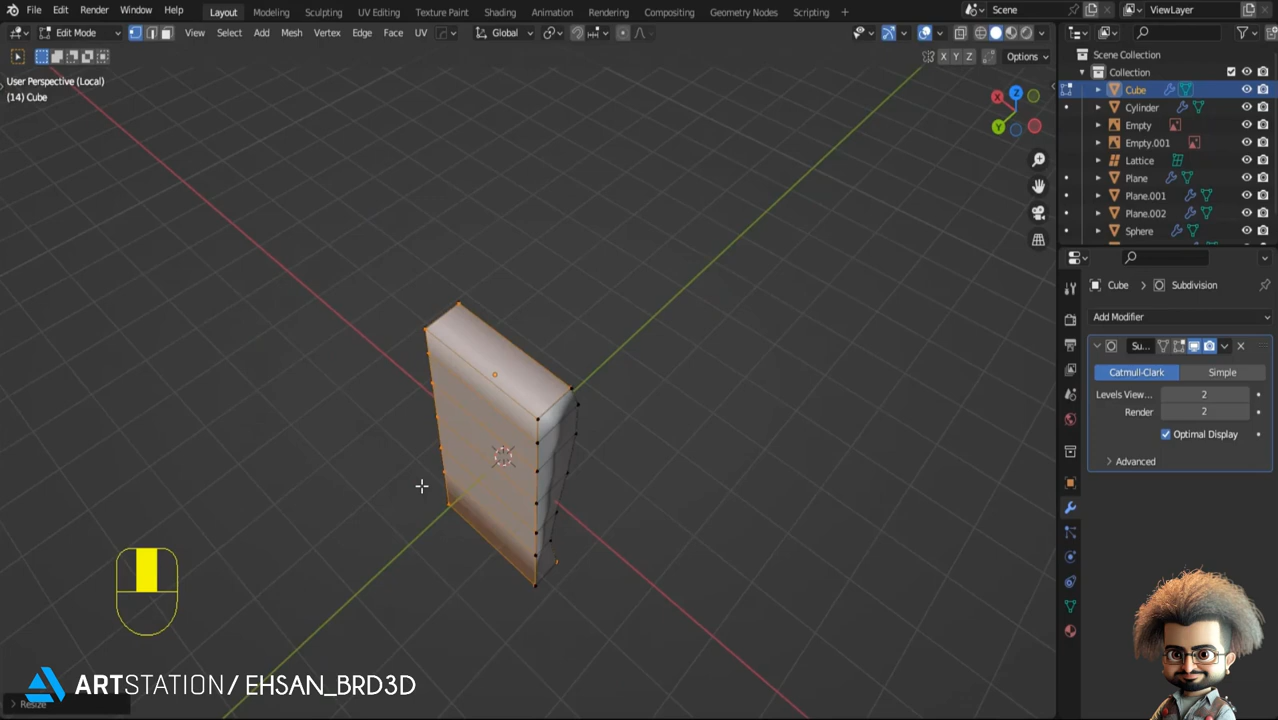 File Edit Render Window Help Layout Modeling Sculpting UV Editing Texture Paint Shading Animation Rendering Compositing Geometry Nodes Scripting + Scene ViewLayer
Edit Mode View Select Add Mesh Vertex Edge Face UV Global
X Y Z Options
User Perspective (Local)
(14) Cube
Z
X
Y
Scene Collection
Collection
Cube
Cylinder
Empty
Empty.001
Lattice
Plane
Plane.001
Plane.002
Sphere
Cube Subdivision
Add Modifier
Su...
Catmull-Clark Simple
Levels View... 2
Render 2
Optimal Display
Advanced
ARTSTATION / EHSAN_BRD3D
Resize